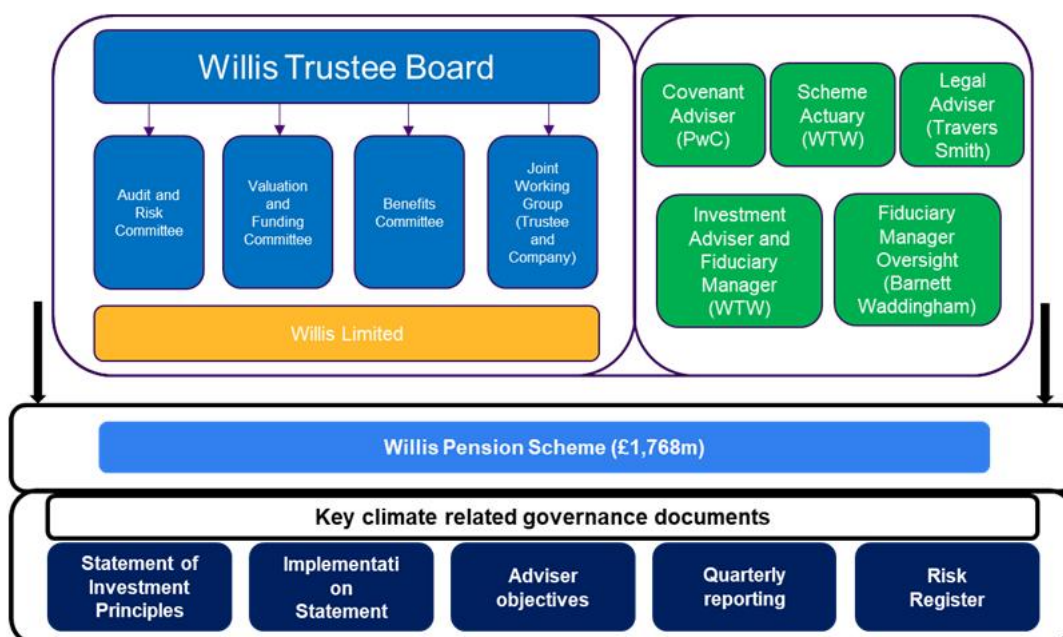 Willis Trustee Board
Audit and
Risk
Committee
Valuation
and
Funding
Committee
Benefits
Committee
Joint
Working
Group
(Trustee
and
Company)
Willis Limited
Covenant
Adviser
(PwC)
Scheme
Actuary
(WTW)
Legal
Adviser
(Travers
Smith)
Investment
Adviser and
Fiduciary
Manager
(WTW)
Fiduciary
Manager
Oversight
(Barnett
Waddingham)
Willis Pension Scheme (£1,768m)
Key climate related governance documents
Statement of
Investment
Principles
Implementati
on
Statement
Adviser
objectives
Quarterly
reporting
Risk
Register